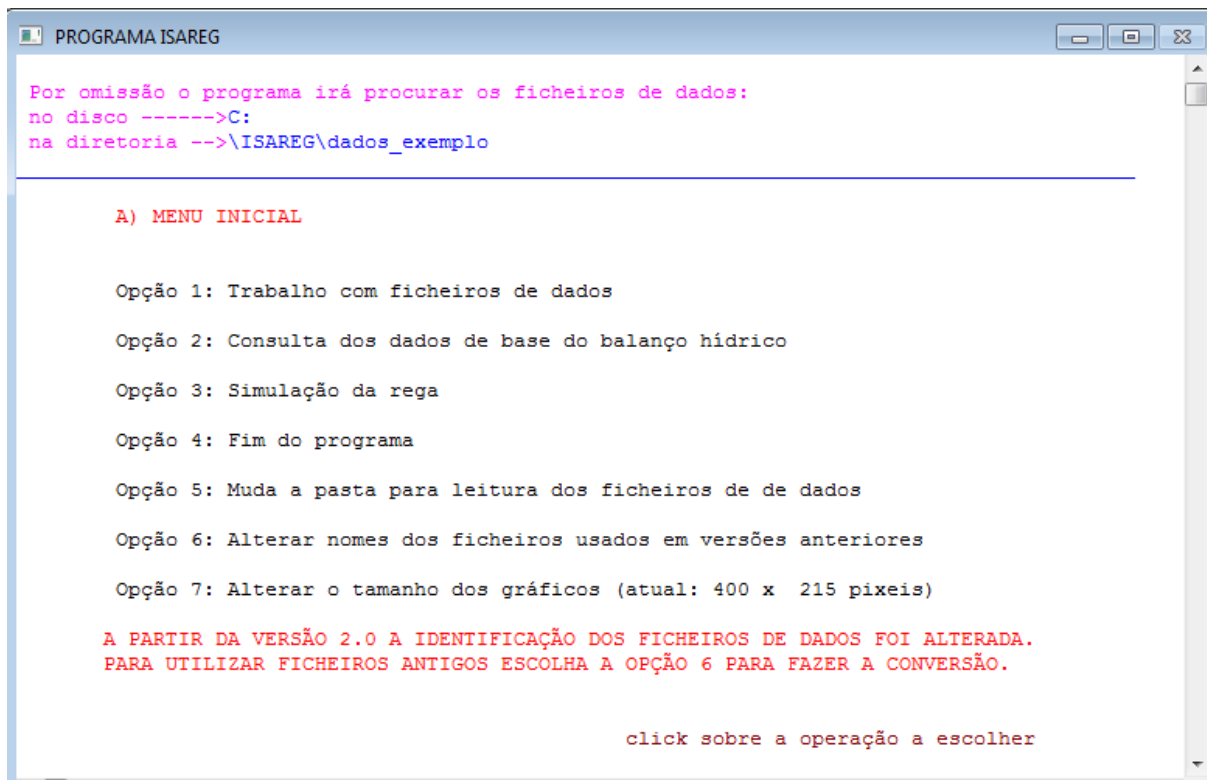 PROGRAMA ISAREG
Por omissão o programa irá procurar os ficheiros de dados:
no disco ------>C:
na diretoria -->\ISAREG\dados_exemplo
A) MENU INICIAL
Opção 1: Trabalho com ficheiros de dados
Opção 2: Consulta dos dados de base do balanço hídrico
Opção 3: Simulação da rega
Opção 4: Fim do programa
Opção 5: Muda a pasta para leitura dos ficheiros de de dados
Opção 6: Alterar nomes dos ficheiros usados em versões anteriores
Opção 7: Alterar o tamanho dos gráficos (atual: 400 x  215 pixeis)
A PARTIR DA VERSÃO 2.0 A IDENTIFICAÇÃO DOS FICHEIROS DE DADOS FOI ALTERADA.
PARA UTILIZAR FICHEIROS ANTIGOS ESCOLHA A OPÇÃO 6 PARA FAZER A CONVERSÃO.
click sobre a operação a escolher